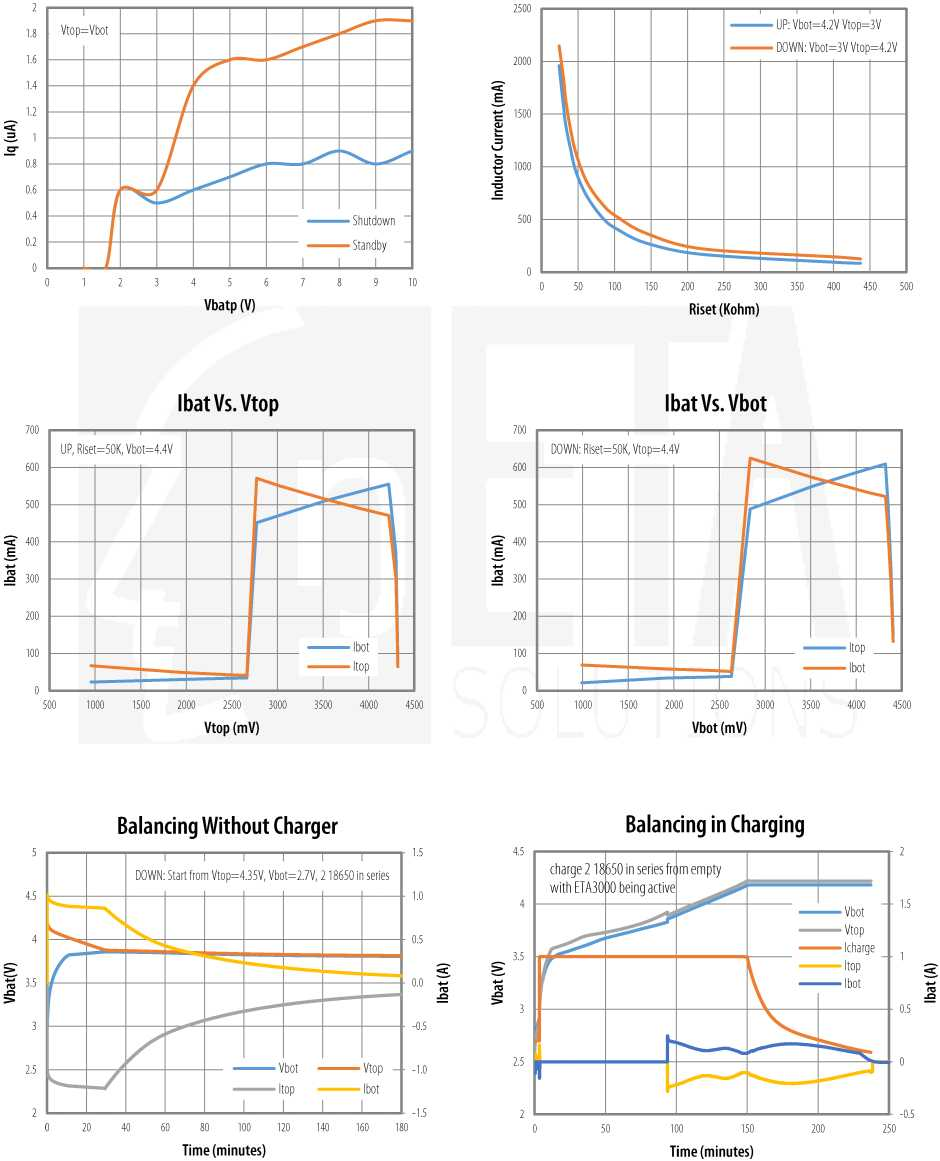 2
1.8
1.6
1.4
1.2
1
0.8
0.6
0.4
0.2
0
Iq (uA)
Vtop=Vbot
Shutdown
Standby
0 1 2 3 4 5 6 7 8 9 10
Vbatp (V)
2500
2000
1500
1000
500
0
Inductor Current (mA)
UP: Vbot=4.2V Vtop=3V
DOWN: Vbot=3V Vtop=4.2V
0 50 100 150 200 250 300 350 400 450 500
Riset (Kohm)
Ibat Vs. Vtop
700
600
500
400
300
200
100
0
Ibat (mA)
UP, Riset=50K, Vbot=4.4V
Ibot
Itop
500 1000 1500 2000 2500 3000 3500 4000 4500
Vtop (mV)
Ibat Vs. Vbot
700
600
500
400
300
200
100
0
Ibat (mA)
DOWN: Riset=50K, Vtop=4.4V
Itop
Ibot
500 1000 1500 2000 2500 3000 3500 4000 4500
Vbot (mV)
ETA
SOLUTIONS
Balancing Without Charger
5
4.5
4
3.5
3
2.5
2
Vbat(V)
DOWN: Start from Vtop=4.35V, Vbot=2.7V, 2 18650 in series
Vbot Vtop
Itop Ibot
1.5
1.0
0.5
0.0
-0.5
-1.0
-1.5
Ibat (A)
0 20 40 60 80 100 120 140 160 180
Time (minutes)
Balancing in Charging
4.5
4
3.5
3
2.5
2
Vbat(V)
charge 2 18650 in series from empty
with ETA3000 being active
Vbot
Vtop
Icharge
Itop
Ibot
2
1.5
1
0.5
0
-0.5
Ibat (A)
0 50 100 150 200 250
Time (minutes)